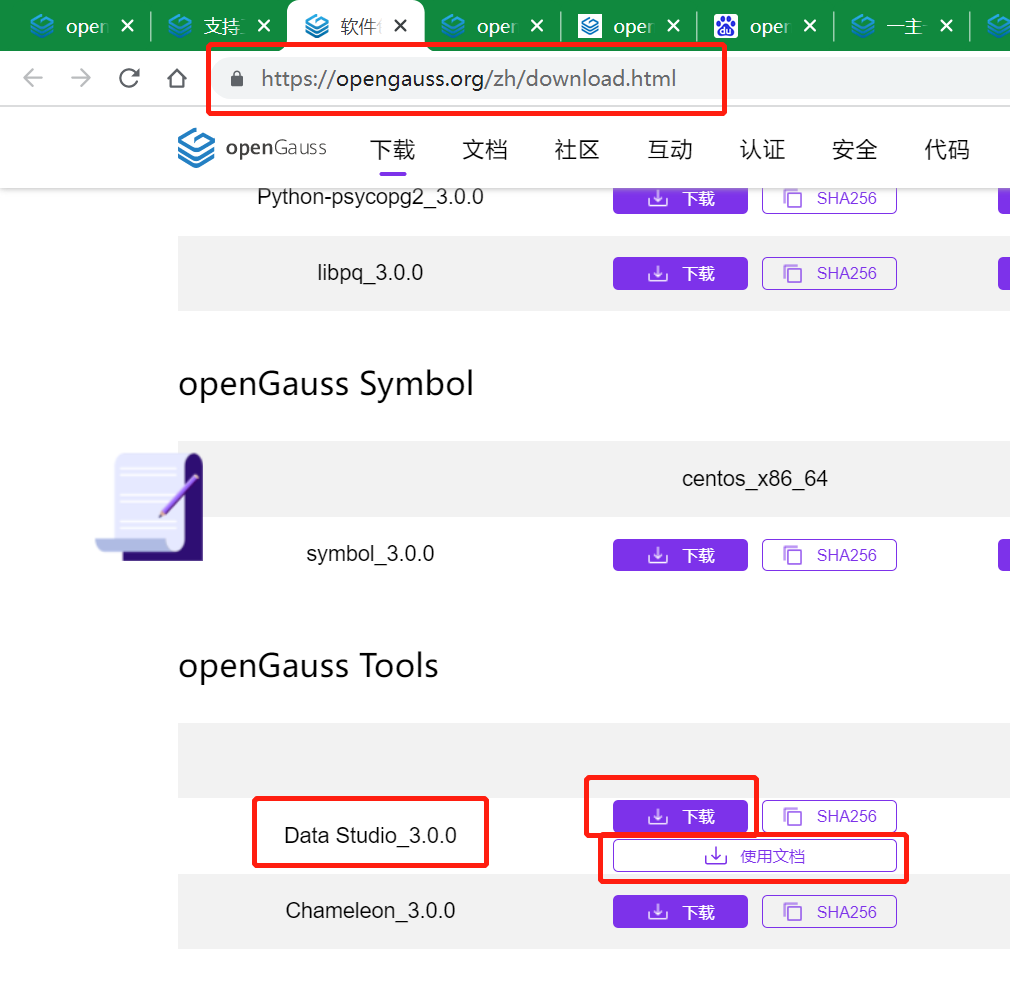 open 支持 软件 open open open 一主
https://opengauss.org/zh/download.html
openGauss 下载 文档 社区 互动 认证 安全 代码
Python-psycopg2_3.0.0 下载 SHA256
libpq_3.0.0 下载 SHA256
openGauss Symbol
centos_x86_64
symbol_3.0.0 下载 SHA256
openGauss Tools
下载 SHA256
Data Studio_3.0.0
使用文档
Chameleon_3.0.0 下载 SHA256